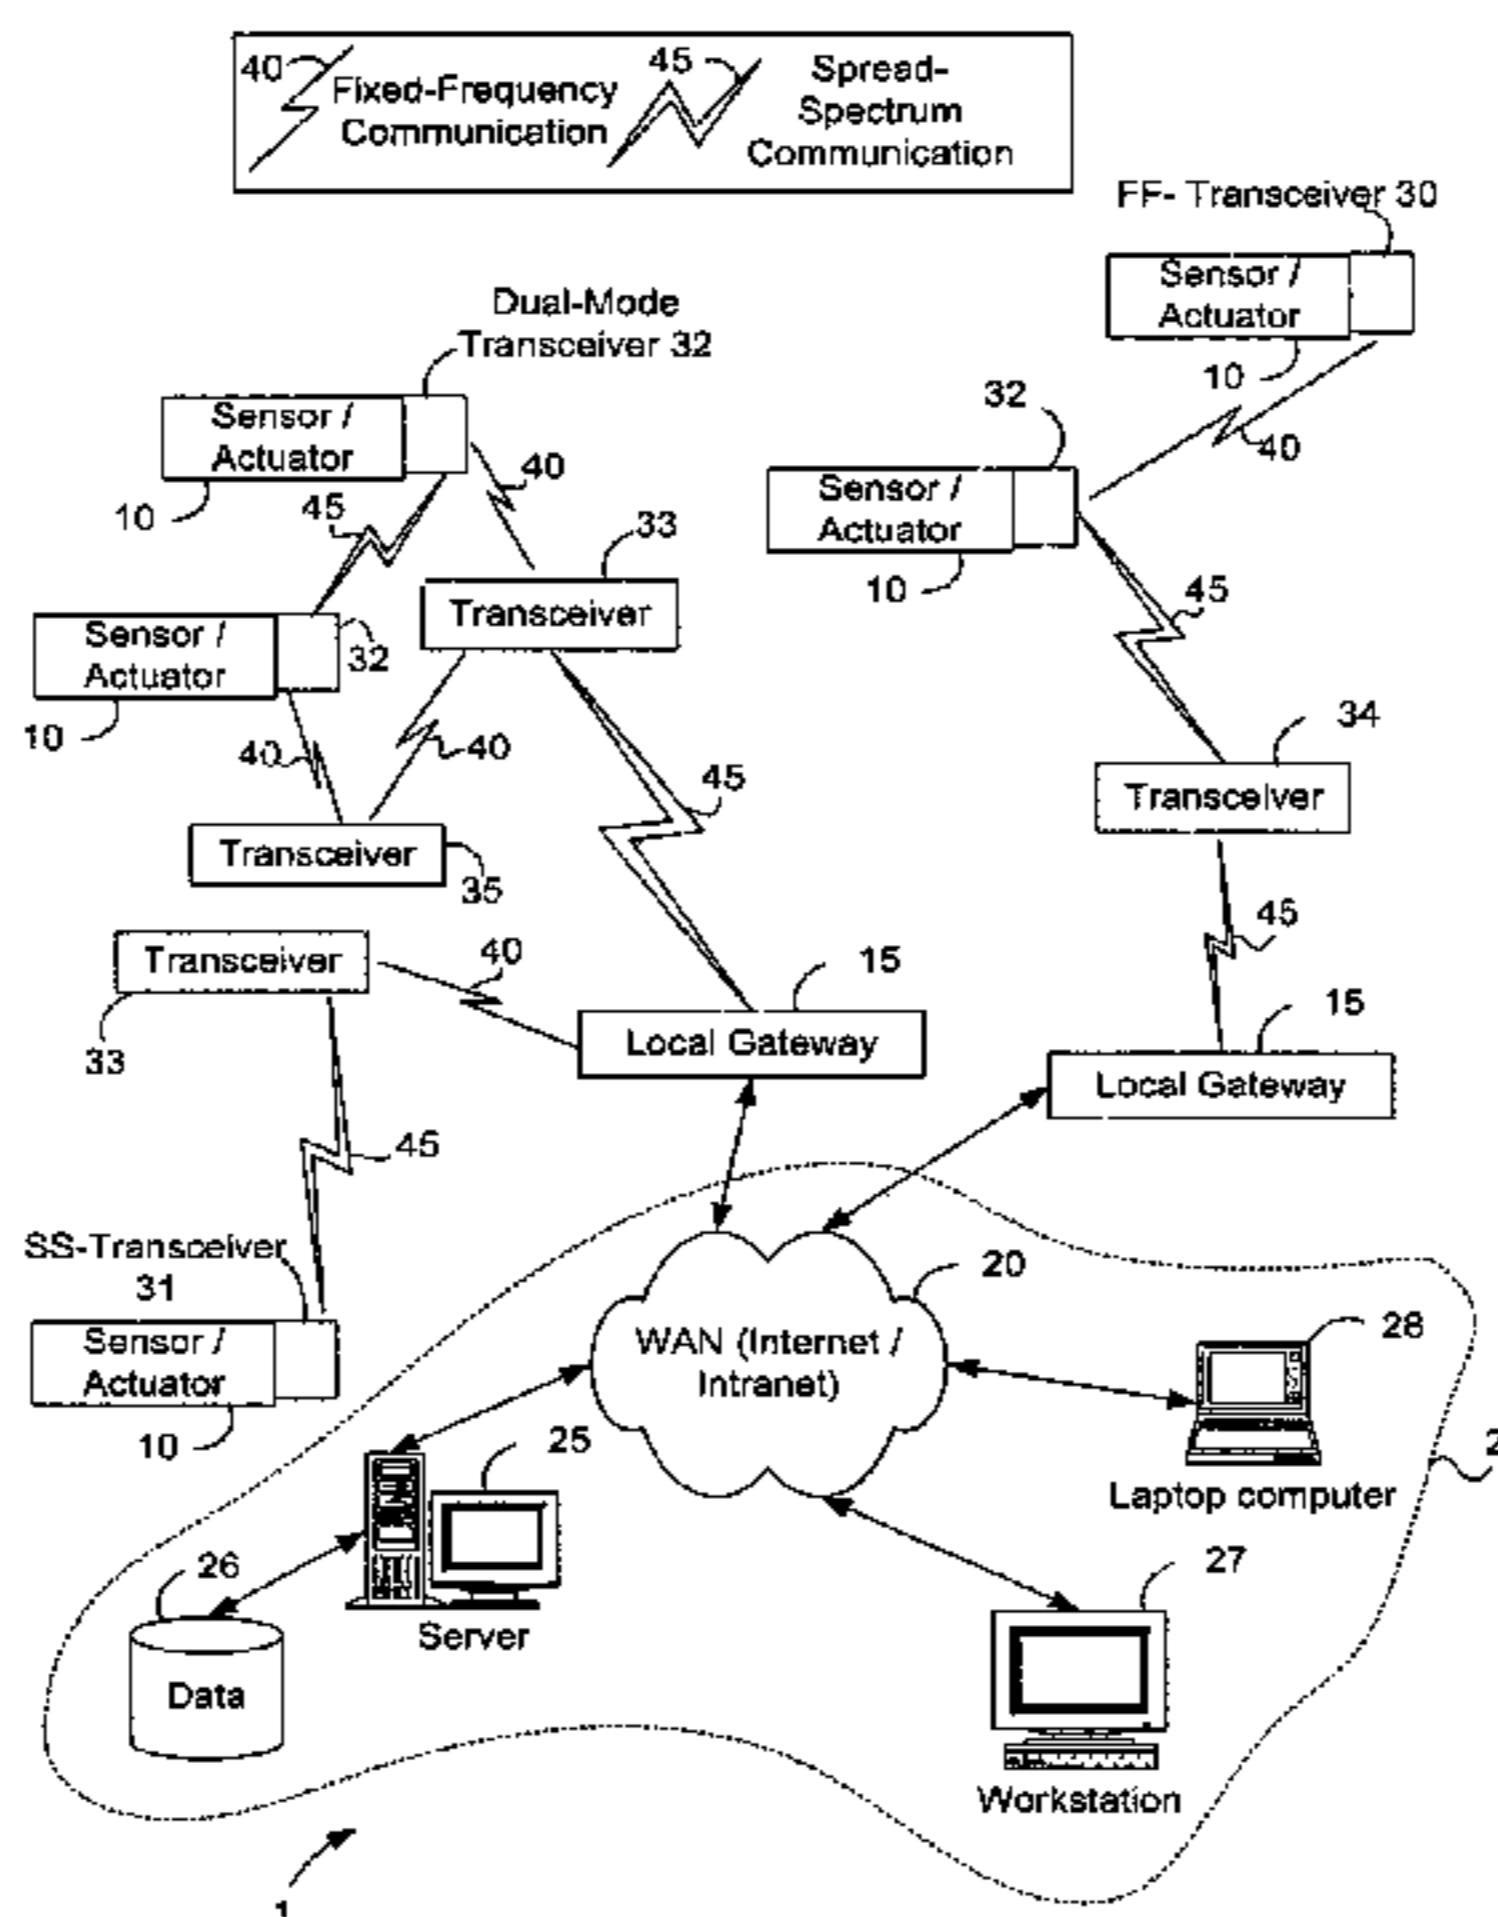 40
Fixed-Frequency
Communication
45
Spread-
Spectrum
Communication
FF- Transceiver 30
Sensor /
Actuator
10
Dual-Mode
Transceiver 32
Sensor /
Actuator
10
40
32
40
Sensor /
Actuator
10
45
33
Transceiver
45
Sensor /
Actuator
32
10
40
40
34
Transceiver
45
Transceiver
35
45
Transceiver
33
40
15
Local Gateway
15
Local Gateway
45
SS-Transceiver
31
Sensor /
Actuator
10
20
WAN (Internet /
Intranet)
28
Laptop computer
2
25
Server
26
Data
27
Workstation
1